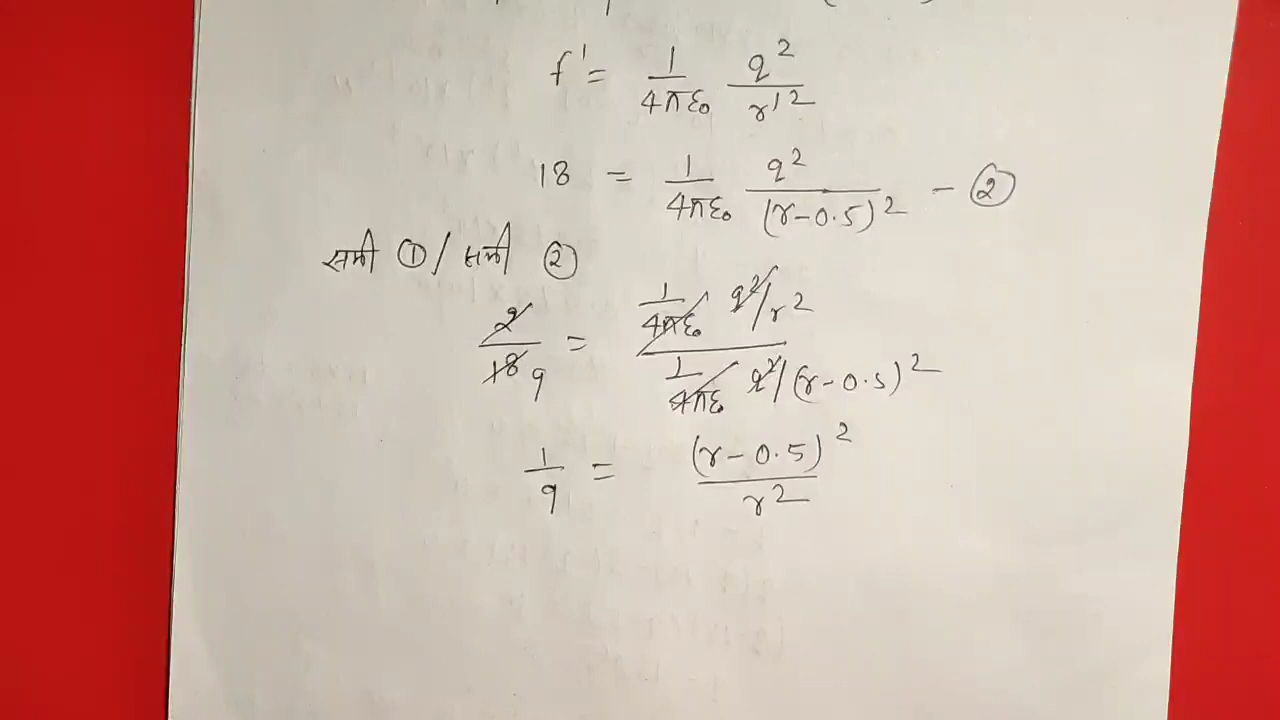 f' = 1/4πε₀ q²/r'²
18 = 1/4πε₀ q²/(r-0.5)² - ②
समी ①/समी ②
2/18 9 = 1/4πε₀ q²/r² / 1/4πε₀ q²/(r-0.5)²
1/9 = (r-0.5)²/r²